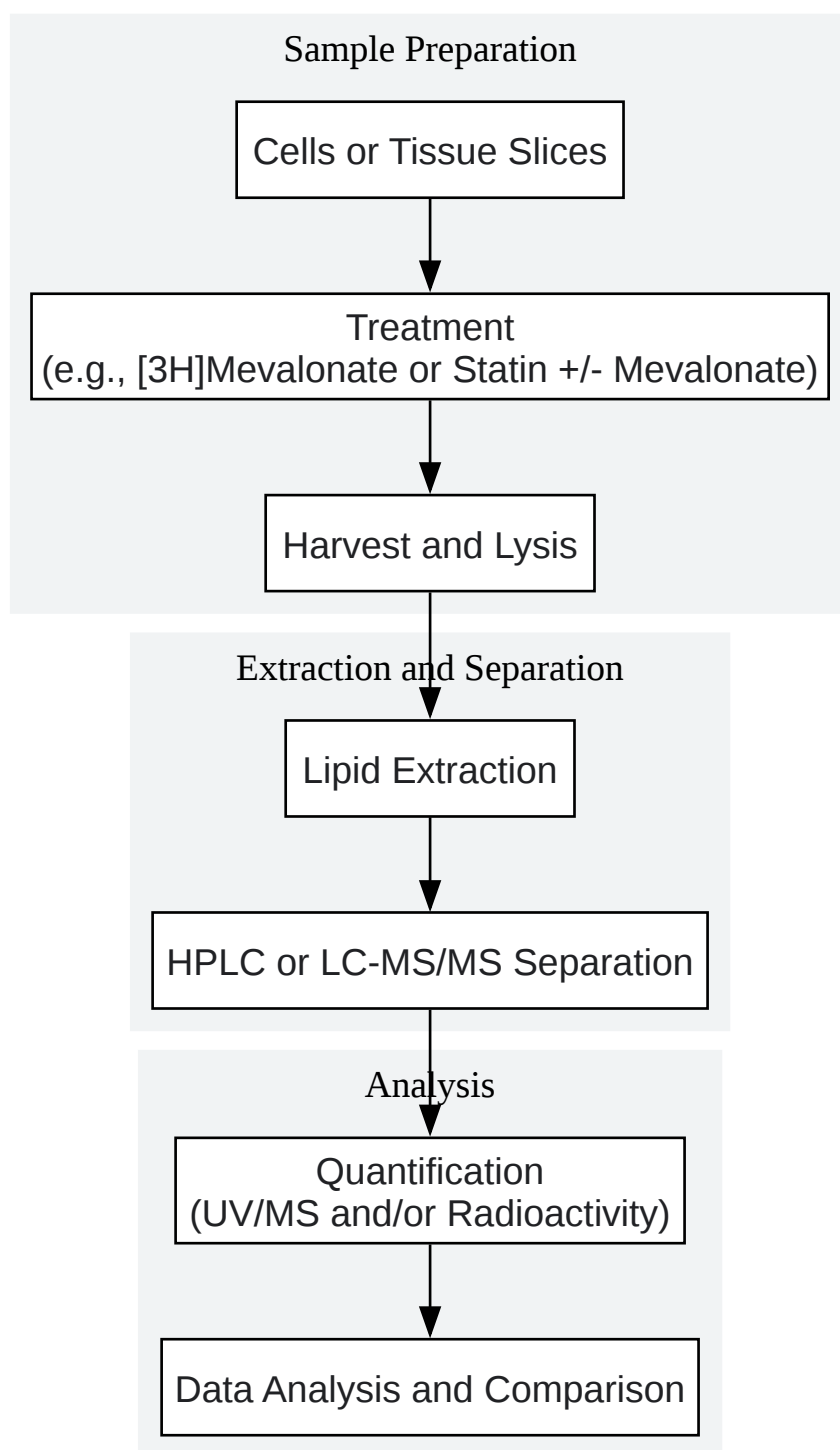 Sample Preparation
Cells or Tissue Slices
Treatment
(e.g., [3H]Mevalonate or Statin +/- Mevalonate)
Harvest and Lysis
Extraction and Separation
Lipid Extraction
HPLC or LC-MS/MS Separation
Analysis
Quantification
(UV/MS and/or Radioactivity)
Data Analysis and Comparison